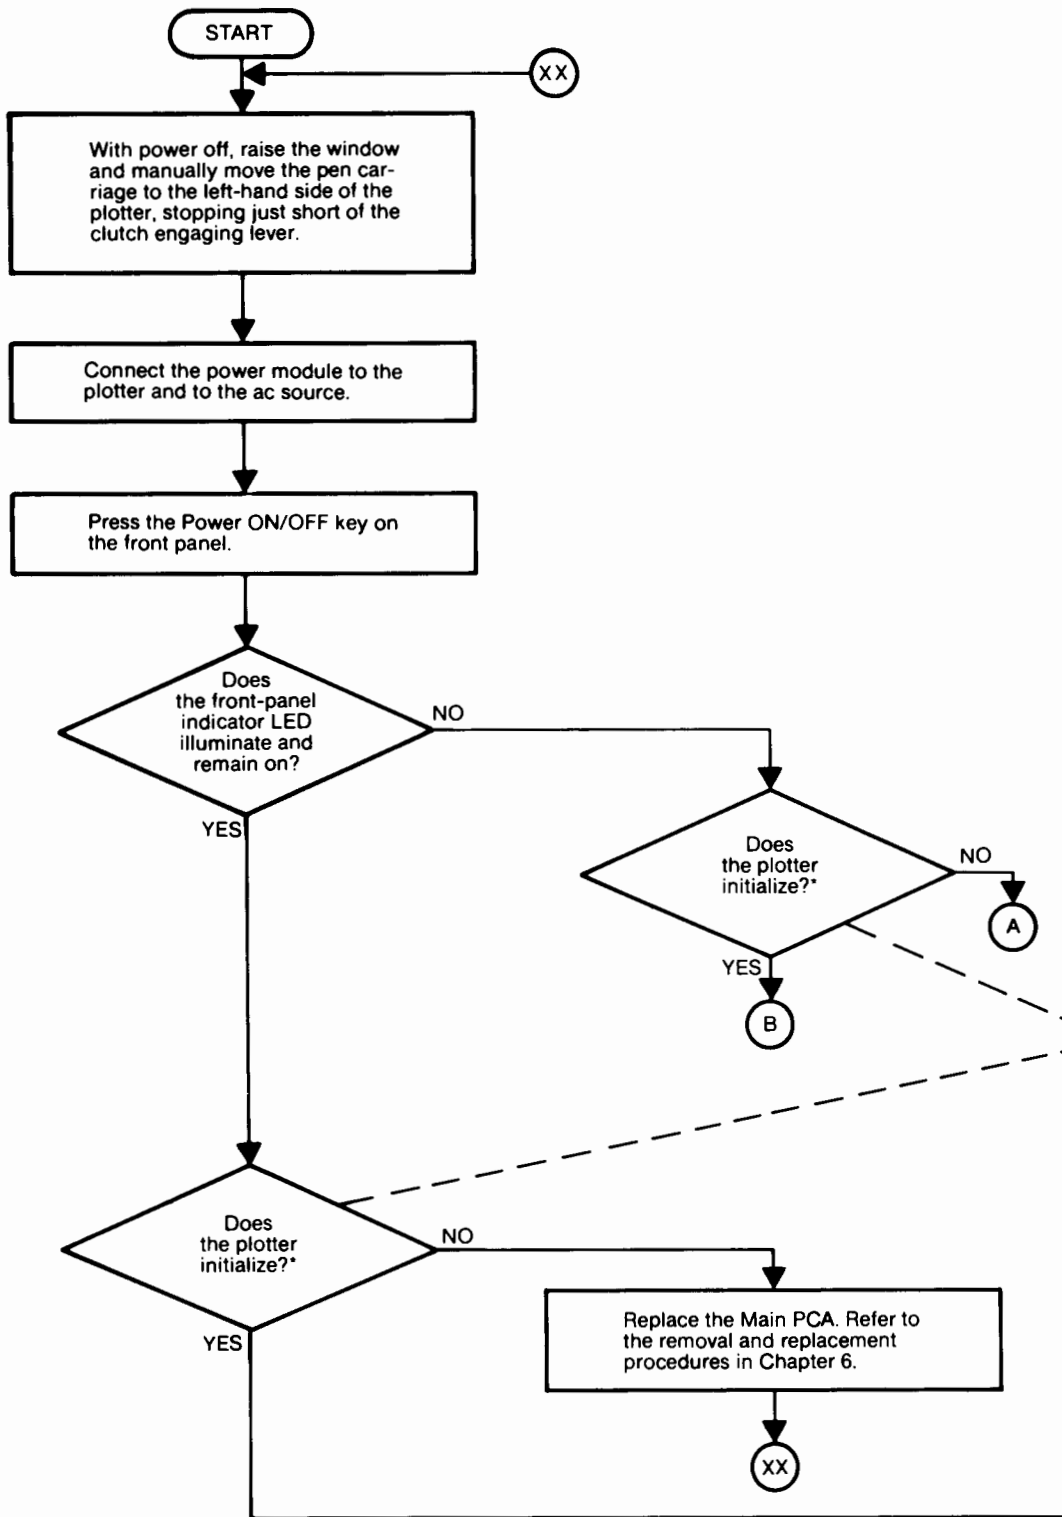 START
XX
With power off, raise the window
and manually move the pen car-
riage to the left-hand side of the
plotter, stopping just short of the
clutch engaging lever.
Connect the power module to the
plotter and to the ac source.
Press the Power ON/OFF key on
the front panel.
Does
the front-panel
indicator LED
illuminate and
remain on?
NO
YES
Does
the plotter
initialize?*
NO
A
YES
B
Does
the plotter
initialize?*
NO
YES
Replace the Main PCA. Refer to
the removal and replacement
procedures in Chapter 6.
XX